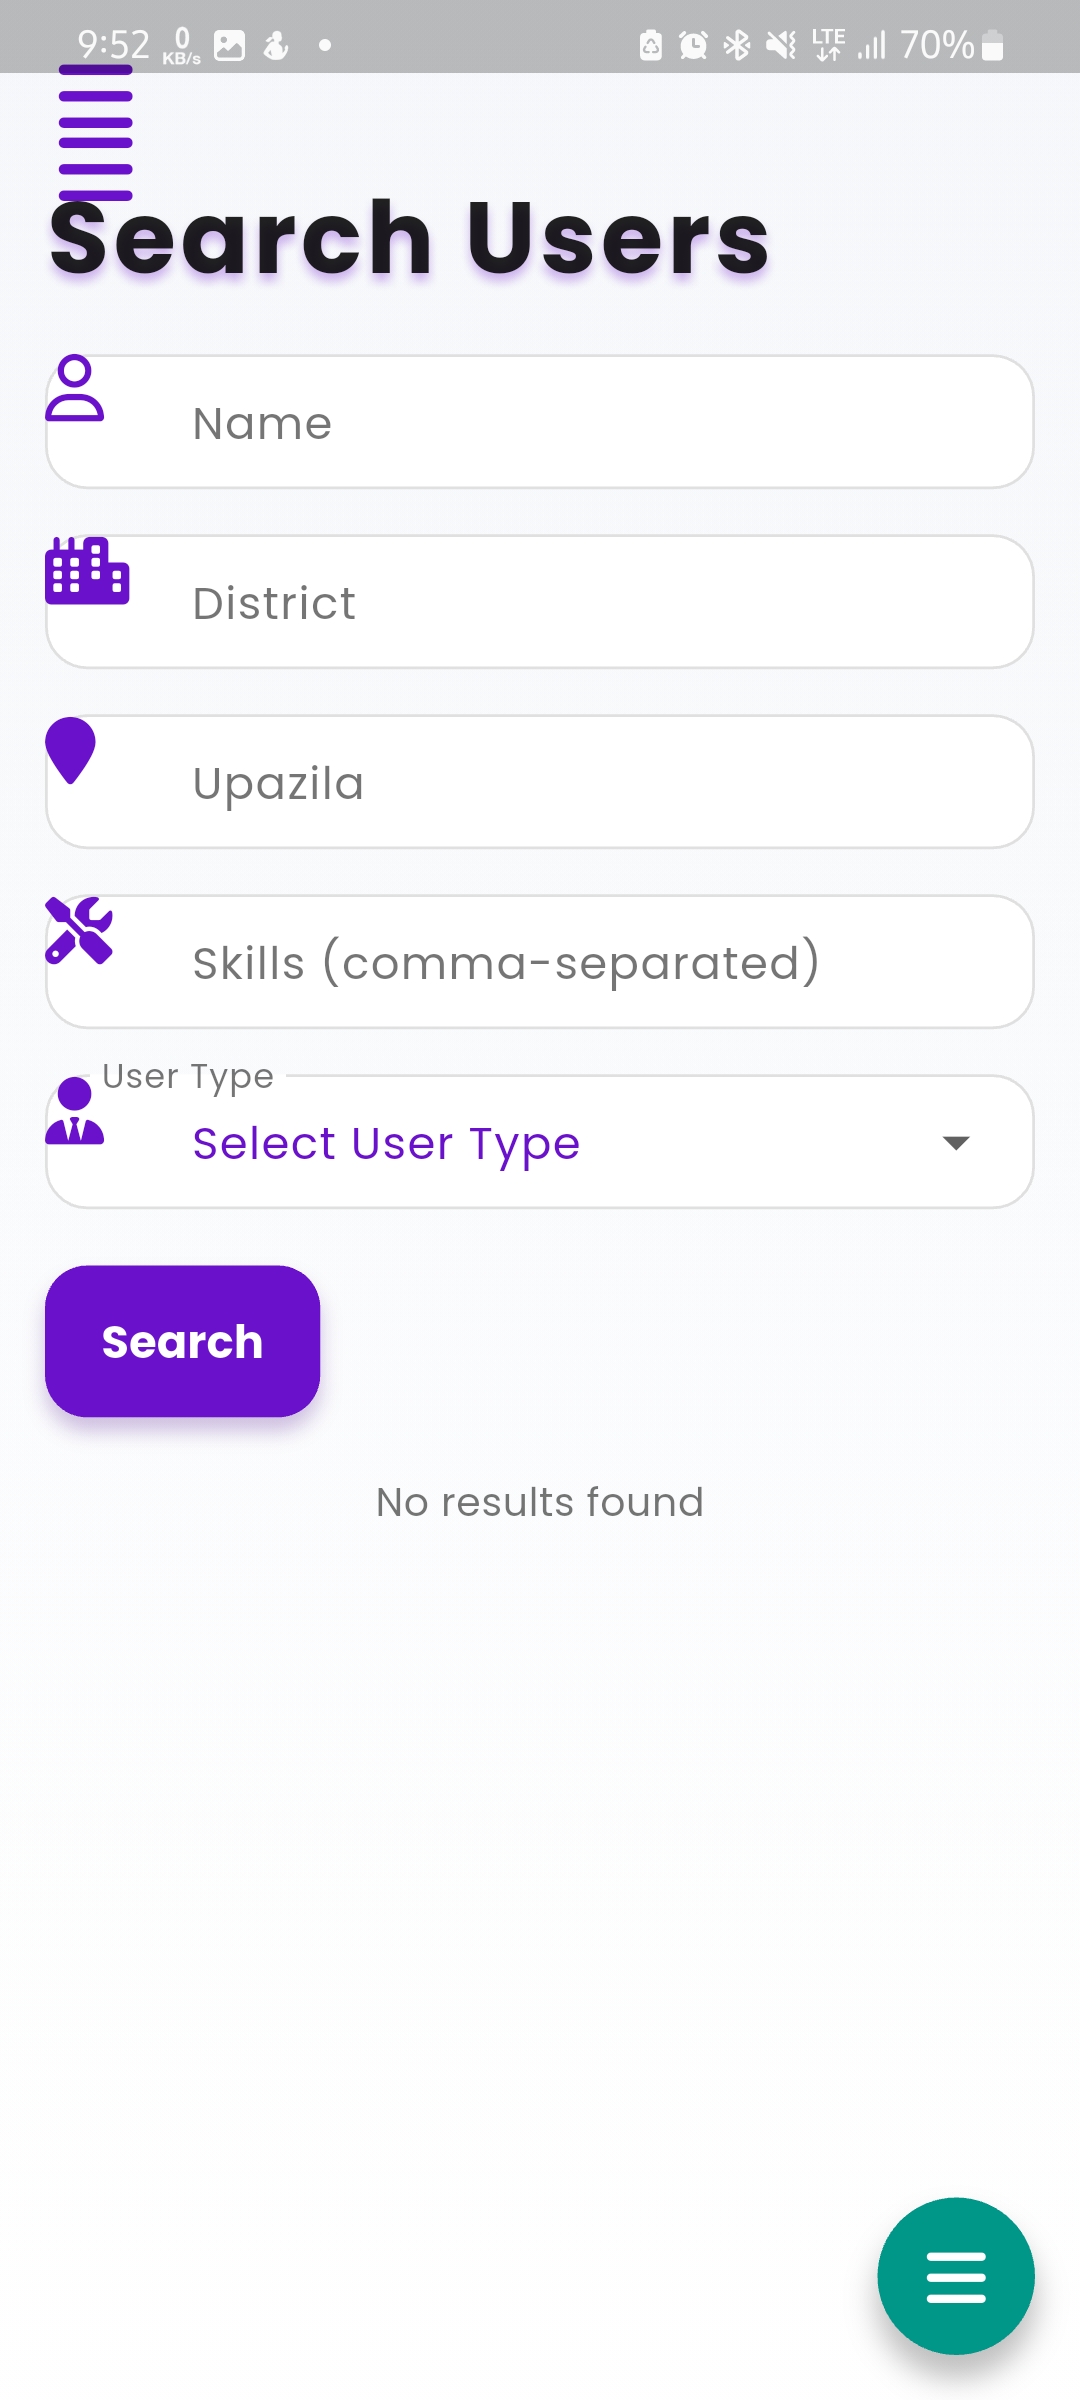 9:52 0 KB/s LTE 70%
Search Users
Name
District
Upazila
Skills (comma-separated)
User Type
Select User Type
Search
No results found